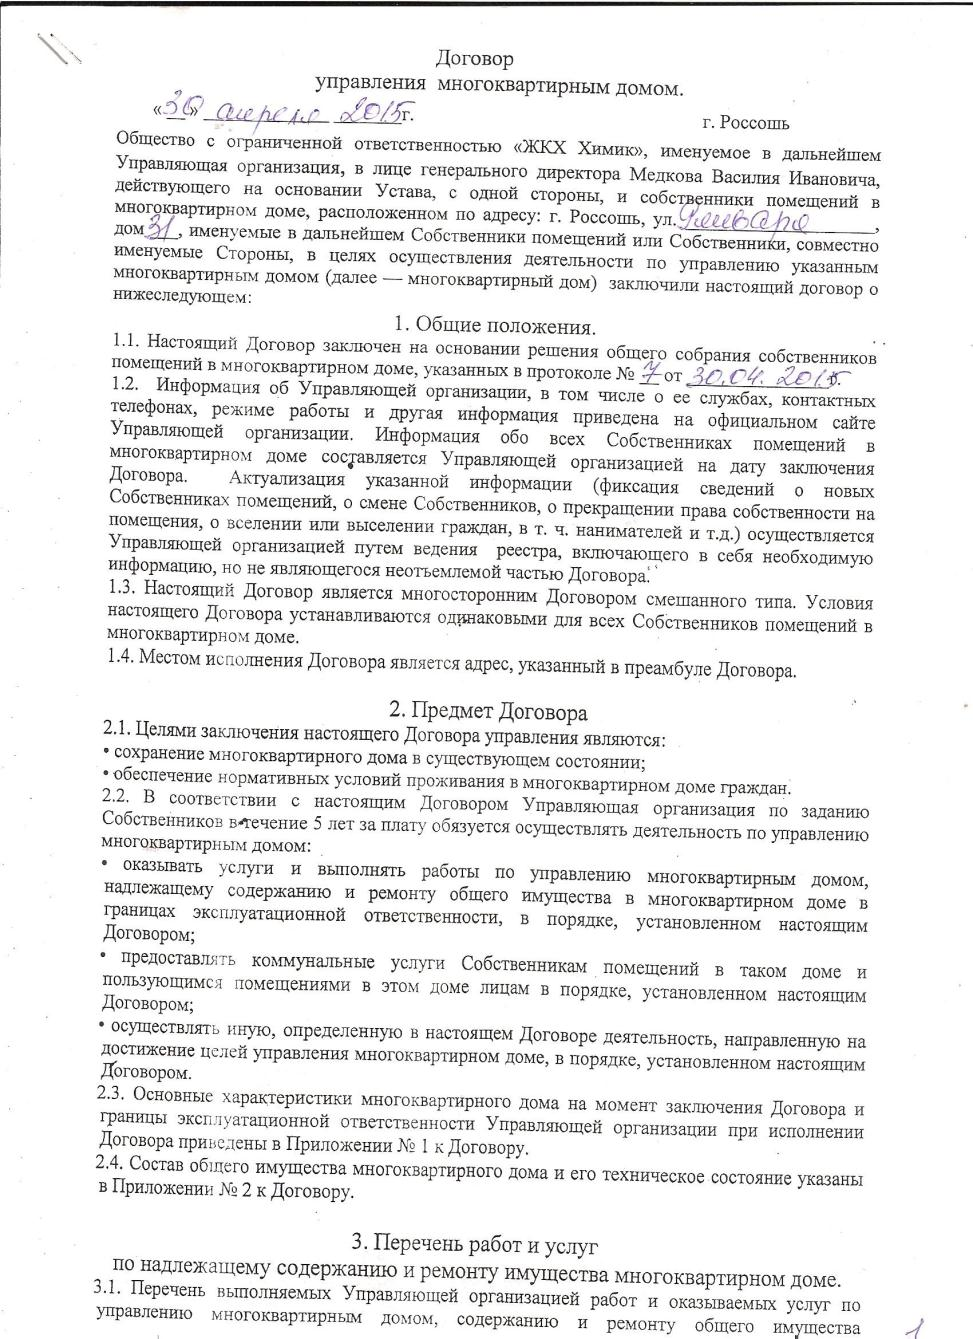 Договор
управления многоквартирным домом.
«30» апреля 2015г.
г. Россошь
Общество с ограниченной ответственностью «ЖКХ Химик», именуемое в дальнейшем
Управляющая организация, в лице генерального директора Медкова Василия Ивановича,
действующего на основании Устава, с одной стороны, и собственники помещений в
многоквартирном доме, расположенном по адресу: г. Россошь, ул. 9 января,
дом 31, именуемые в дальнейшем Собственники помещений или Собственники, совместно
именуемые Стороны, в целях осуществления деятельности по управлению указанным
многоквартирным домом (далее — многоквартирный дом) заключили настоящий договор о
нижеследующем:
1. Общие положения.
1.1. Настоящий Договор заключен на основании решения общего собрания собственников
помещений в многоквартирном доме, указанных в протоколе № 7 от 30.04.2015.
1.2. Информация об Управляющей организации, в том числе о ее службах, контактных
телефонах, режиме работы и другая информация приведена на официальном сайте
Управляющей организации. Информация обо всех Собственниках помещений в
многоквартирном доме составляется Управляющей организацией на дату заключения
Договора. Актуализация указанной информации (фиксация сведений о новых
Собственниках помещений, о смене Собственников, о прекращении права собственности на
помещения, о вселении или выселении граждан, в т. ч. нанимателей и т.д.) осуществляется
Управляющей организацией путем ведения реестра, включающего в себя необходимую
информацию, но не являющегося неотъемлемой частью Договора.
1.3. Настоящий Договор является многосторонним Договором смешанного типа. Условия
настоящего Договора устанавливаются одинаковыми для всех Собственников помещений в
многоквартирном доме.
1.4. Местом исполнения Договора является адрес, указанный в преамбуле Договора.
2. Предмет Договора
2.1. Целями заключения настоящего Договора управления являются:
• сохранение многоквартирного дома в существующем состоянии;
• обеспечение нормативных условий проживания в многоквартирном доме граждан.
2.2. В соответствии с настоящим Договором Управляющая организация по заданию
Собственников в течение 5 лет за плату обязуется осуществлять деятельность по управлению
многоквартирным домом:
• оказывать услуги и выполнять работы по управлению многоквартирным домом,
надлежащему содержанию и ремонту общего имущества в многоквартирном доме в
границах эксплуатационной ответственности, в порядке, установленном настоящим
Договором;
• предоставлять коммунальные услуги Собственникам помещений в таком доме и
пользующимся помещениями в этом доме лицам в порядке, установленном настоящим
Договором;
• осуществлять иную, определенную в настоящем Договоре деятельность, направленную на
достижение целей управления многоквартирном доме, в порядке, установленном настоящим
Договором.
2.3. Основные характеристики многоквартирного дома на момент заключения Договора и
границы эксплуатационной ответственности Управляющей организации при исполнении
Договора приведены в Приложении № 1 к Договору.
2.4. Состав общего имущества многоквартирного дома и его техническое состояние указаны
в Приложении № 2 к Договору.
3. Перечень работ и услуг
по надлежащему содержанию и ремонту имущества многоквартирном доме.
3.1. Перечень выполняемых Управляющей организацией работ и оказываемых услуг по
управлению многоквартирным домом, содержанию и ремонту общего имущества
1